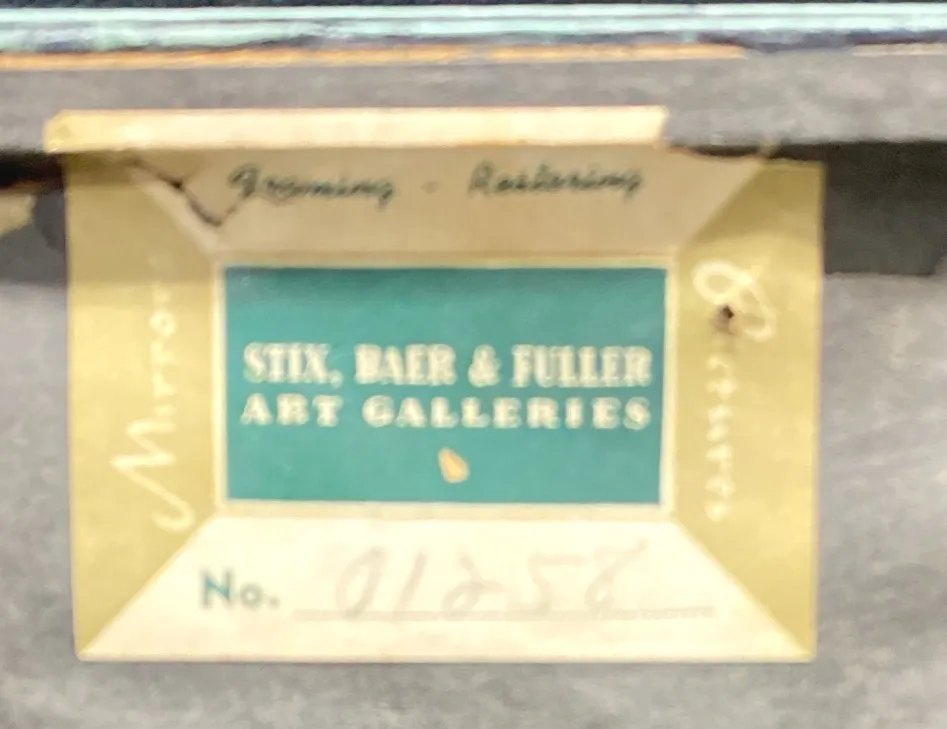 Framing - Restoring
Mirrors
STIX, BAER & FULLER
ART GALLERIES
Pictures
No. 01258